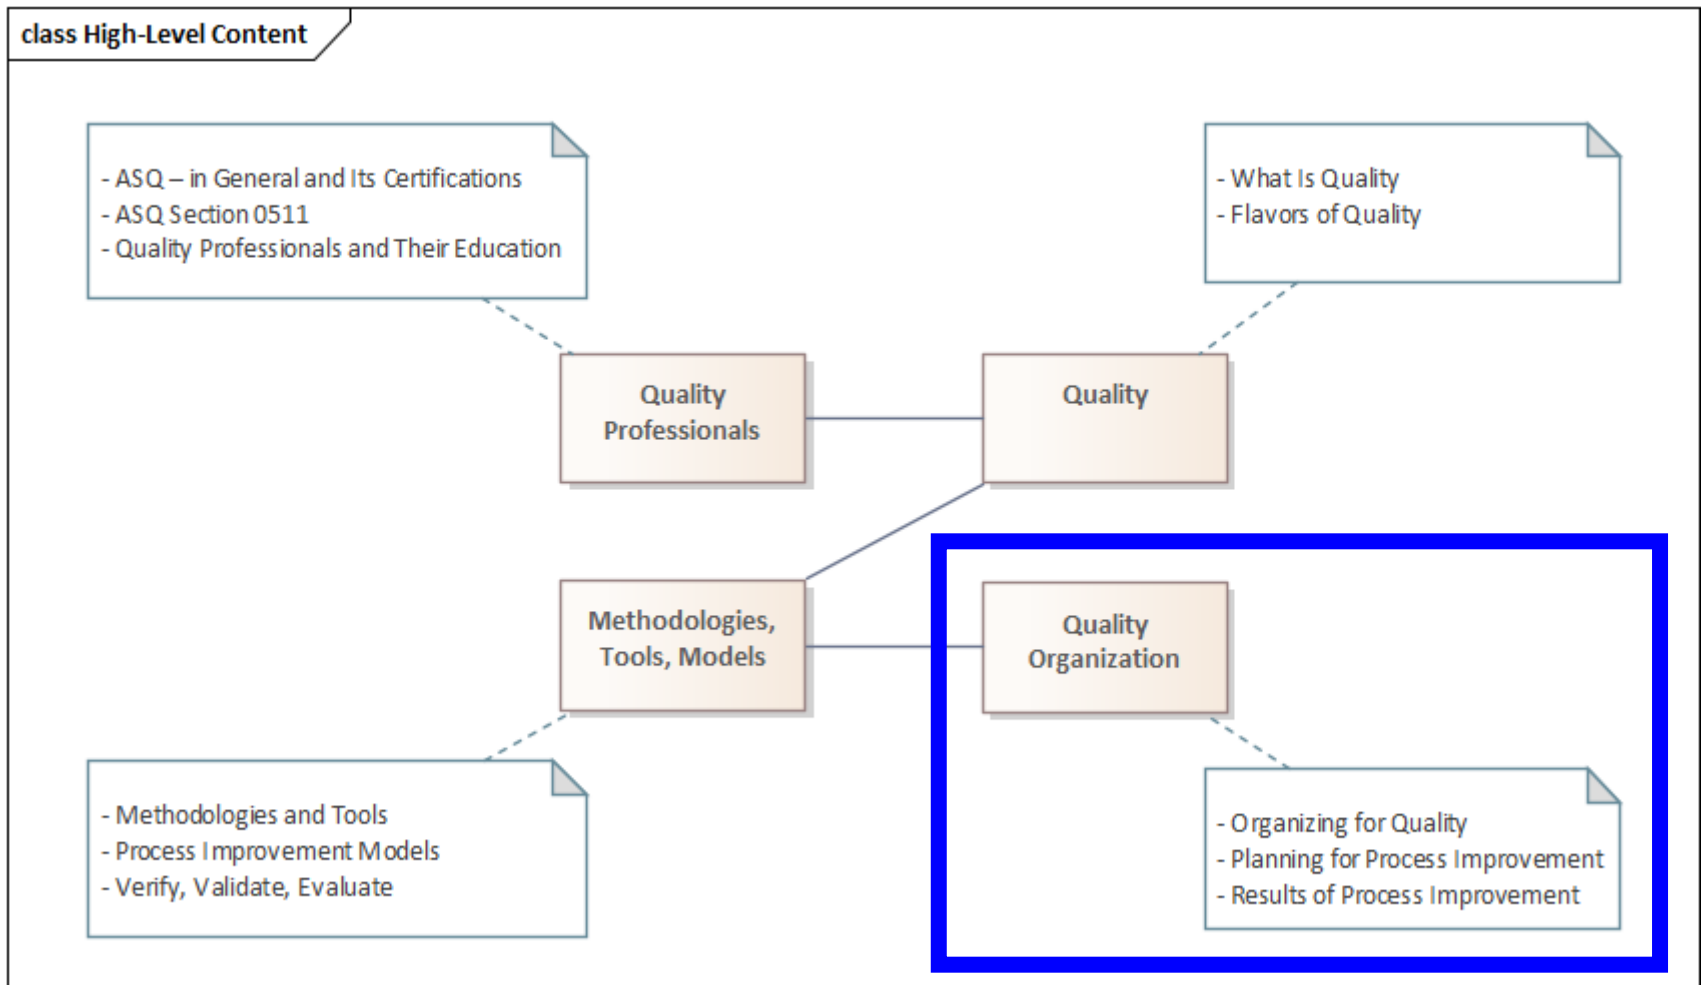 class High-Level Content
- ASQ – in General and Its Certifications
- ASQ Section 0511
- Quality Professionals and Their Education
- What Is Quality
- Flavors of Quality
Quality
Professionals
Quality
Methodologies,
Tools, Models
Quality
Organization
- Methodologies and Tools
- Process Improvement Models
- Verify, Validate, Evaluate
- Organizing for Quality
- Planning for Process Improvement
- Results of Process Improvement